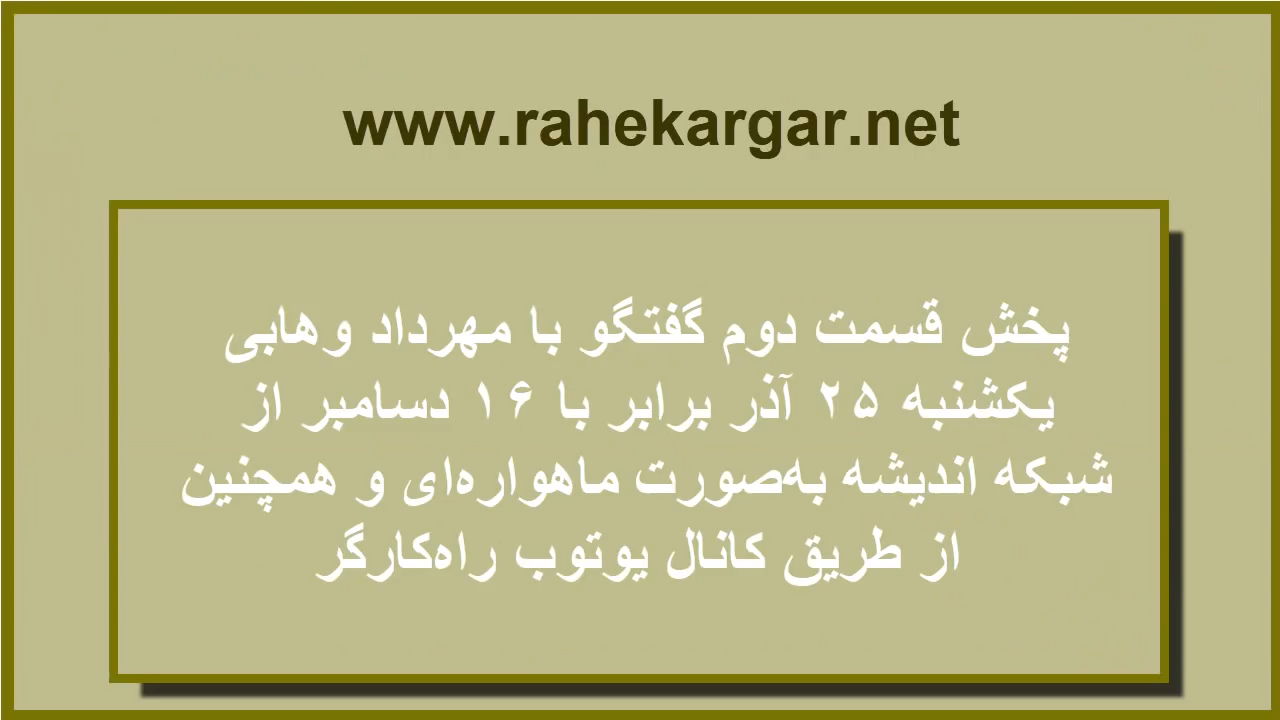 www.rahekargar.net
پخش قسمت دوم گفتگو با مهرداد وهابی
یکشنبه ۲۵ آذر برابر با ۱۶ دسامبر از
شبکه اندیشه به‌صورت ماهواره‌ای و همچنین
از طریق کانال یوتوب راه‌کارگر